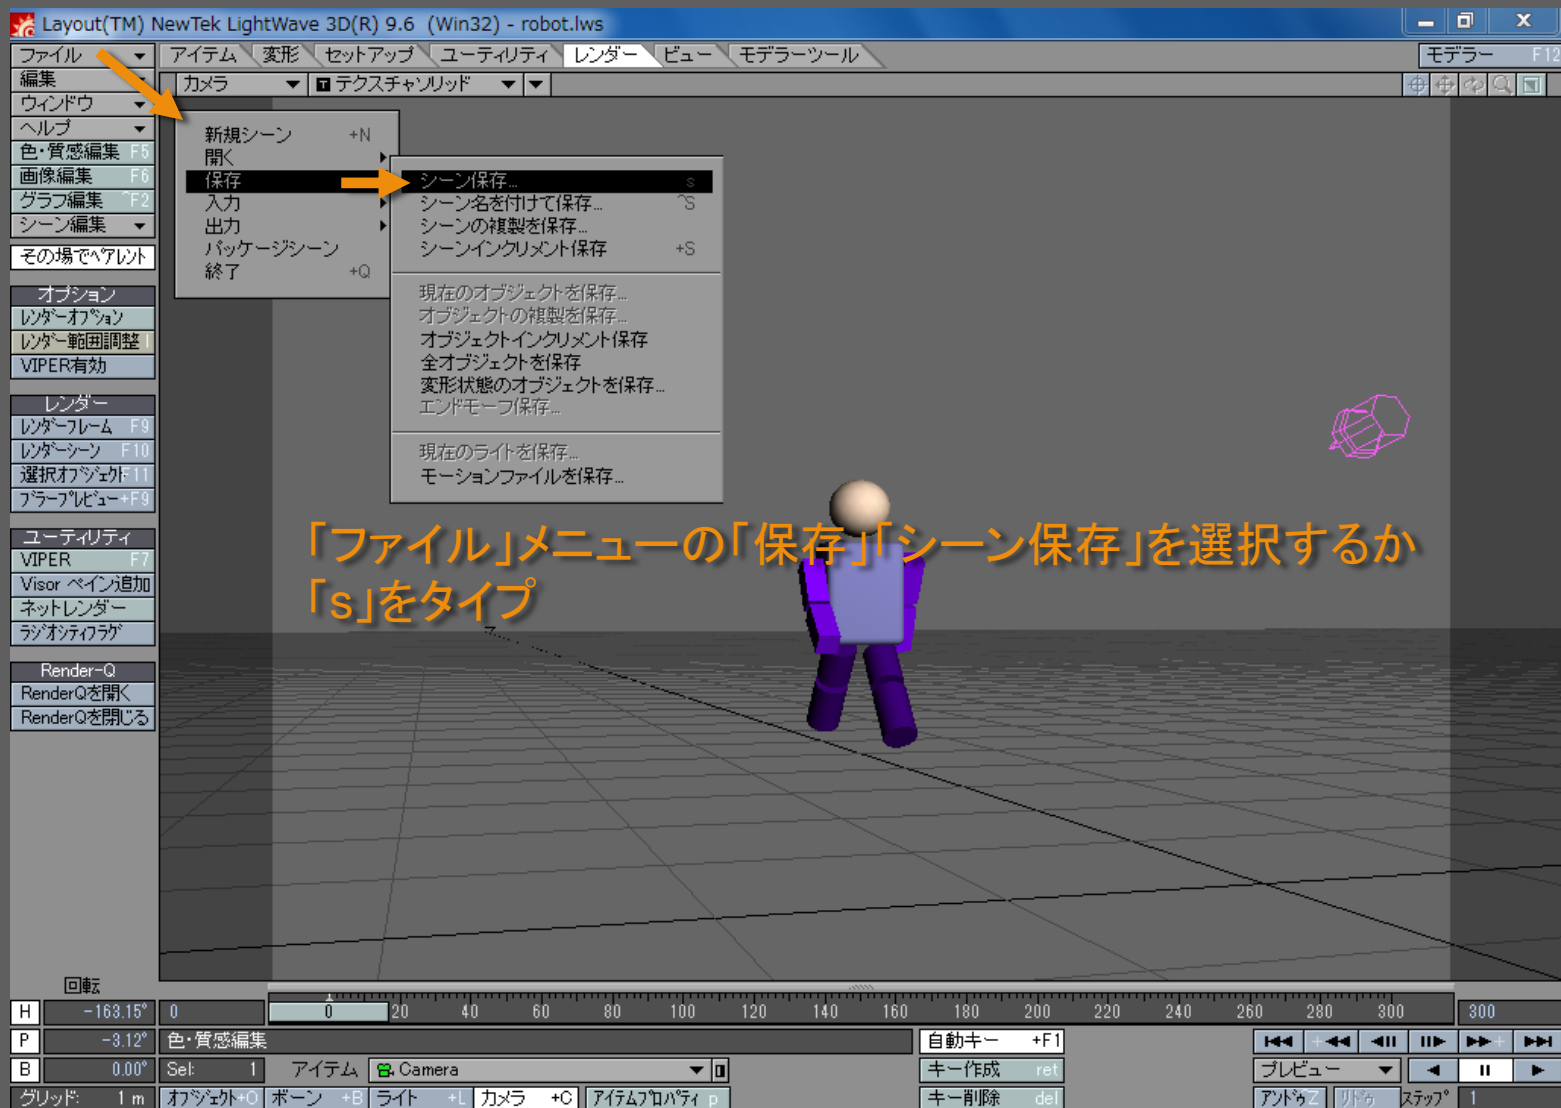 Layout(TM) NewTek LightWave 3D(R) 9.6 (Win32) - robot.lws
ファイル アイテム 変形 セットアップ ユーティリティ レンダー ビュー モデラーツール モデラー F12
編集 カメラ テクスチャソリッド
ウィンドウ
ヘルプ
色・質感編集 F5
画像編集 F6
グラフ編集 ^F2
シーン編集
その場でペアレント
新規シーン +N
開く
保存
入力
出力
パッケージシーン
終了 +Q
シーン保存... s
シーン名を付けて保存... ^S
シーンの複製を保存...
シーンインクリメント保存 +S
現在のオブジェクトを保存...
オブジェクトの複製を保存...
オブジェクトインクリメント保存
全オブジェクトを保存
変形状態のオブジェクトを保存...
エンドモーフ保存...
現在のライトを保存...
モーションファイルを保存...
オプション
レンダーオプション
レンダー範囲調整 l
VIPER有効
レンダー
レンダーフレーム F9
レンダーシーン F10
選択オブジェクト F11
ブラープレビュー +F9
ユーティリティ
VIPER F7
Visor ペイン追加
ネットレンダー
ラジオシティフラグ
Render-Q
RenderQを開く
RenderQを閉じる
「ファイル」メニューの「保存」「シーン保存」を選択するか
「s」をタイプ
回転
H -163.15° 0 0 20 40 60 80 100 120 140 160 180 200 220 240 260 280 300 300
P -3.12° 色・質感編集 自動キー +F1
B 0.00° Sel: 1 アイテム Camera キー作成 ret プレビュー
グリッド: 1 m オブジェクト+O ボーン +B ライト +L カメラ +C アイテムプロパティ p キー削除 del アンドゥ Z リドゥ ステップ 1